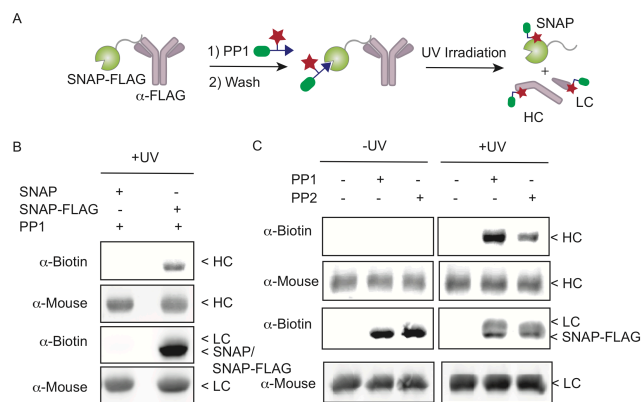 A
SNAP-FLAG
α-FLAG
1) PP1
2) Wash
UV Irradiation
SNAP
+
HC
LC
B
+UV
SNAP + -
SNAP-FLAG - +
PP1 + +
α-Biotin < HC
α-Mouse < HC
α-Biotin < LC
< SNAP/
SNAP-FLAG
α-Mouse < LC
C
-UV +UV
PP1 - + - - + -
PP2 - - + - - +
α-Biotin < HC
α-Mouse < HC
α-Biotin < LC
< SNAP-FLAG
α-Mouse < LC